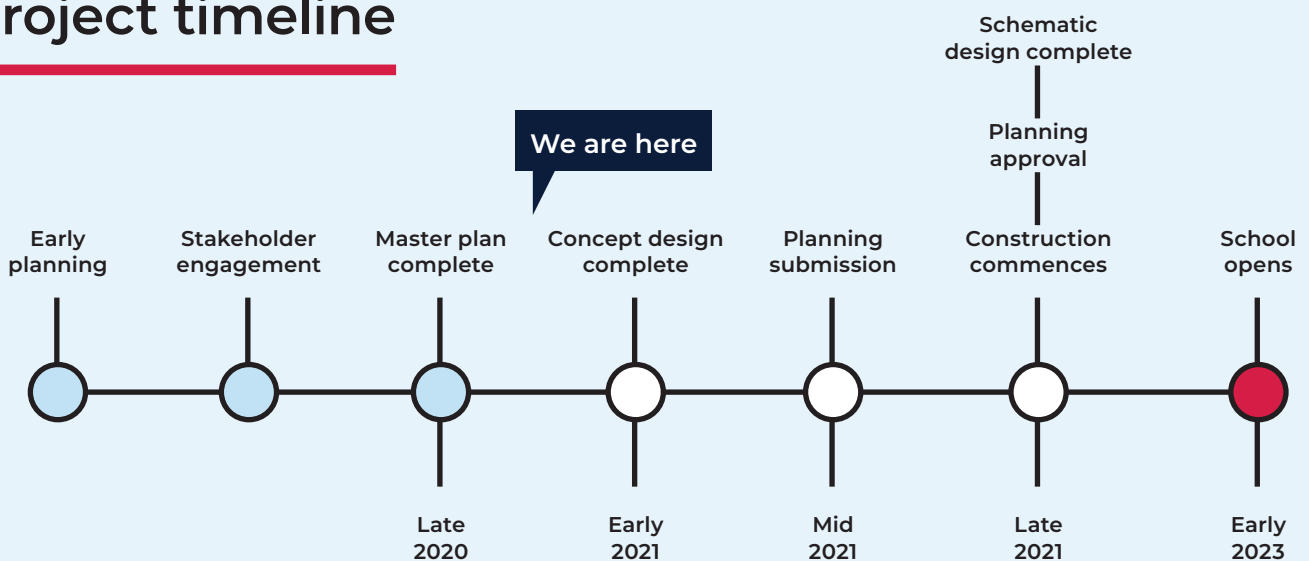 roject timeline
Schematic
design complete
Planning
approval
We are here
Early
planning
Stakeholder
engagement
Master plan
complete
Concept design
complete
Planning
submission
Construction
commences
School
opens
Late
2020
Early
2021
Mid
2021
Late
2021
Early
2023